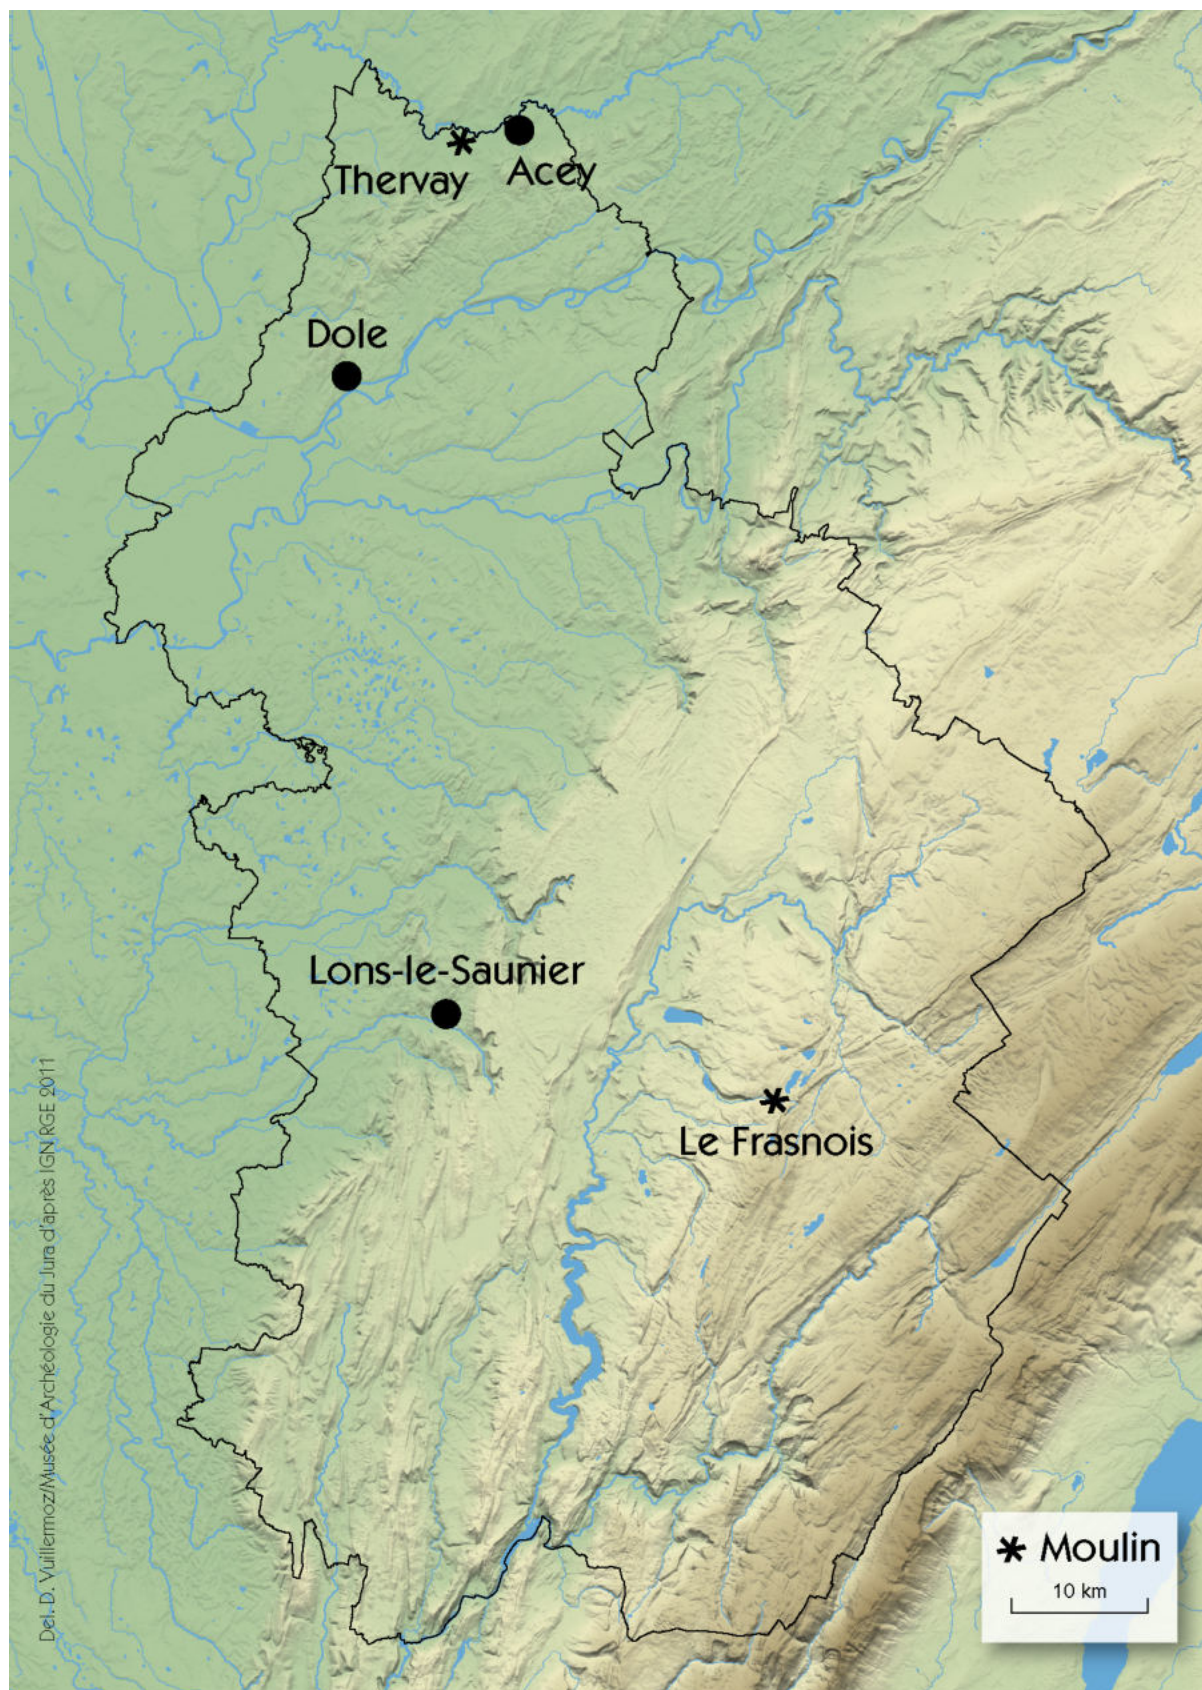 Thervay
Acey
Dole
Lons-le-Saunier
Le Frasnois
Moulin
10 km
Del. D. Vuillermoz/Musée d'Archéologie du Jura d'après IGN RGE 2011